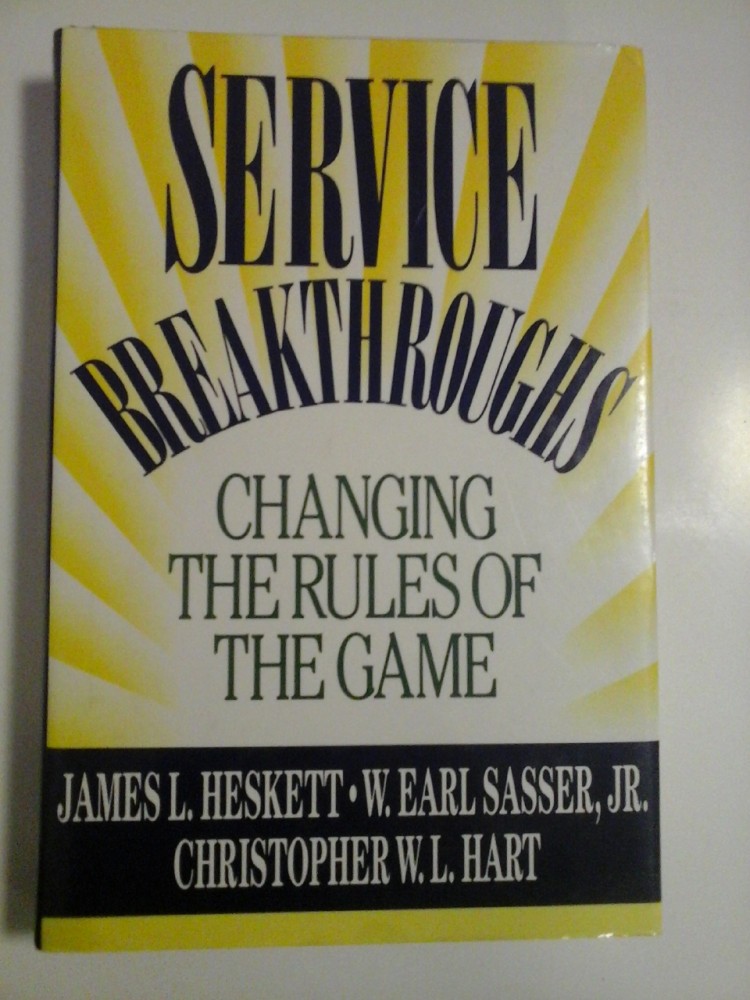 SERVICE
BREAKTHROUGHS
CHANGING
THE RULES OF
THE GAME
JAMES L. HESKETT • W. EARL SASSER, JR.
CHRISTOPHER W. L. HART